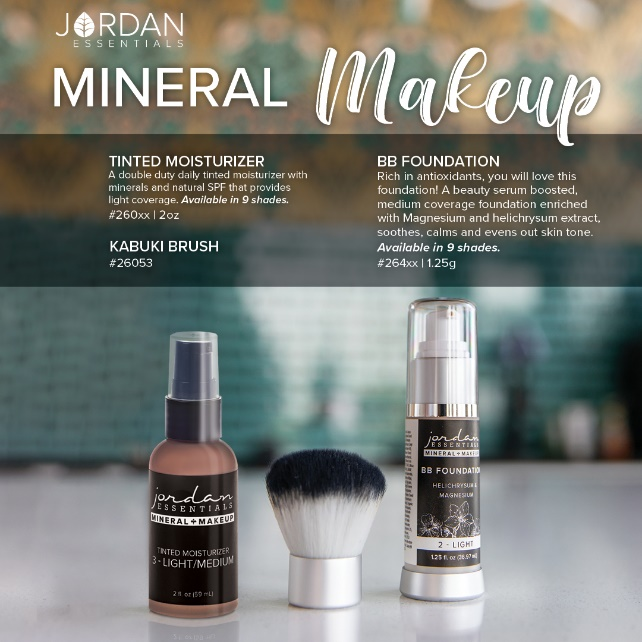 JORDAN
ESSENTIALS
MINERAL Makeup
TINTED MOISTURIZER
A double duty daily tinted moisturizer with
minerals and natural SPF that provides
light coverage. Available in 9 shades.
#260xx | 2oz
KABUKI BRUSH
#26053
BB FOUNDATION
Rich in antioxidants, you will love this
foundation! A beauty serum boosted,
medium coverage foundation enriched
with Magnesium and helichrysum extract,
soothes, calms and evens out skin tone.
Available in 9 shades.
#264xx | 1.25g
jordan
ESSENTIALS
MINERAL+MAKEUP
TINTED MOISTURIZER
3 - LIGHT/MEDIUM
2 fl oz (59 mL)
jordan
ESSENTIALS
MINERAL+MAKEUP
BB FOUNDATION
HELICHRYSUM &
MAGNESIUM
2 - LIGHT
1.25 fl oz (36.97 ml)